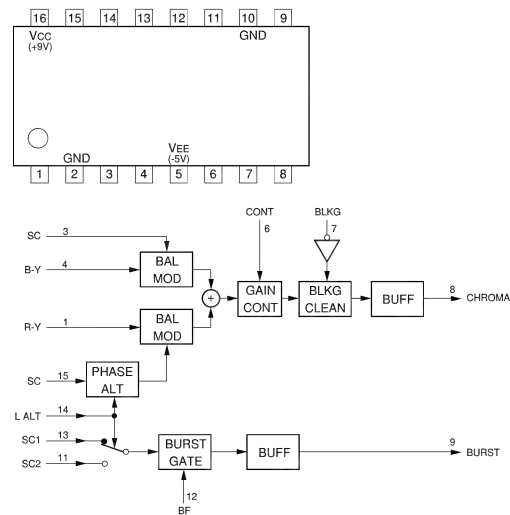 16 15 14 13 12 11 10 9
VCC GND
(+9V)
VEE
GND (-5V)
1 2 3 4 5 6 7 8
CONT BLKG
6 7
SC 3
B-Y 4
BAL
MOD
+
GAIN
CONT
BLKG
CLEAN
BUFF
8 CHROMA
R-Y 1
BAL
MOD
SC 15
PHASE
ALT
L ALT 14
SC1 13
SC2 11
BURST
GATE
BUFF
9 BURST
12
BF